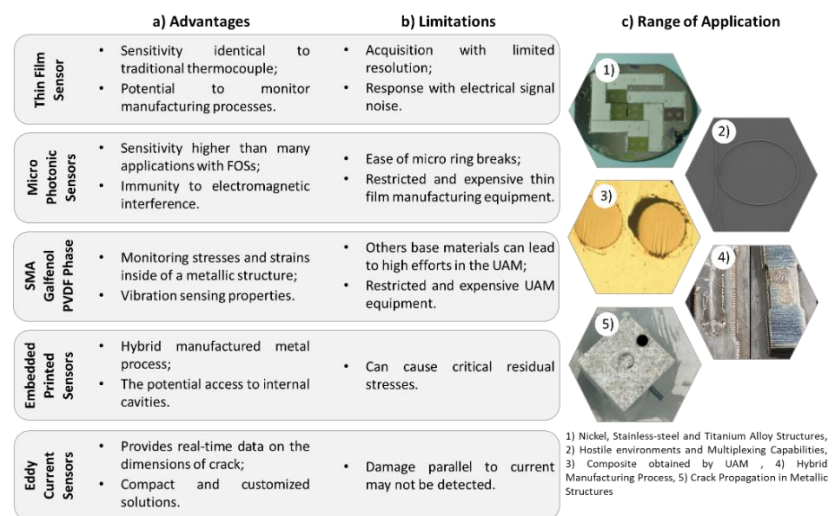 a) Advantages
b) Limitations
c) Range of Application
Thin Film
Sensor
• Sensitivity identical to
traditional thermocouple;
• Potential to monitor
manufacturing processes.
• Acquisition with limited
resolution;
• Response with electrical signal
noise.
Micro
Photonic
Sensors
• Sensitivity higher than many
applications with FOSs;
• Immunity to electromagnetic
interference.
• Ease of micro ring breaks;
• Restricted and expensive thin
film manufacturing equipment.
SMA
Galfenol
PVDF Phase
• Monitoring stresses and strains
inside of a metallic structure;
• Vibration sensing properties.
• Others base materials can lead
to high efforts in the UAM;
• Restricted and expensive UAM
equipment.
Embedded
Printed
Sensors
• Hybrid manufactured metal
process;
• The potential access to internal
cavities.
• Can cause critical residual
stresses.
Eddy
Current
Sensors
• Provides real-time data on the
dimensions of crack;
• Compact and customized
solutions.
• Damage parallel to current
may not be detected.
1)
2)
3)
4)
5)
1) Nickel, Stainless-steel and Titanium Alloy Structures,
2) Hostile environments and Multiplexing Capabilities,
3) Composite obtained by UAM , 4) Hybrid
Manufacturing Process, 5) Crack Propagation in Metallic
Structures